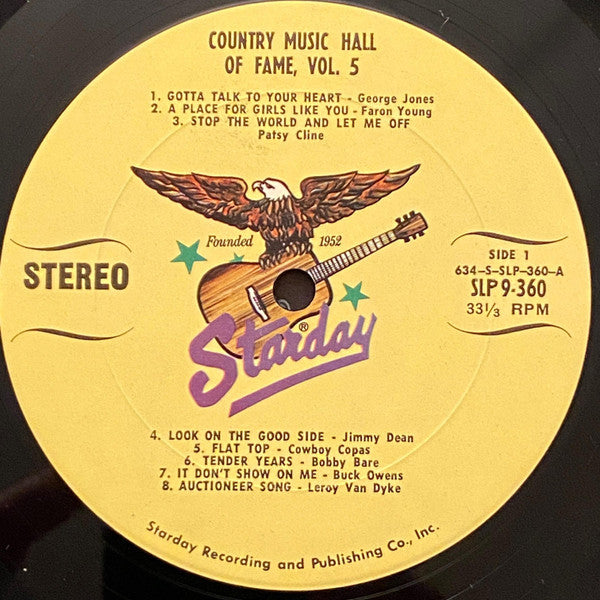 COUNTRY MUSIC HALL
OF FAME, VOL. 5
1. GOTTA TALK TO YOUR HEART - George Jones
2. A PLACE FOR GIRLS LIKE YOU - Faron Young
3. STOP THE WORLD AND LET ME OFF
Patsy Cline
Founded 1952
STEREO
SIDE 1
634-S-SLP-360-A
SLP 9-360
33⅓ RPM
Starday®
4. LOOK ON THE GOOD SIDE - Jimmy Dean
5. FLAT TOP - Cowboy Copas
6. TENDER YEARS - Bobby Bare
7. IT DON'T SHOW ON ME - Buck Owens
8. AUCTIONEER SONG - Leroy Van Dyke
Starday Recording and Publishing Co., Inc.